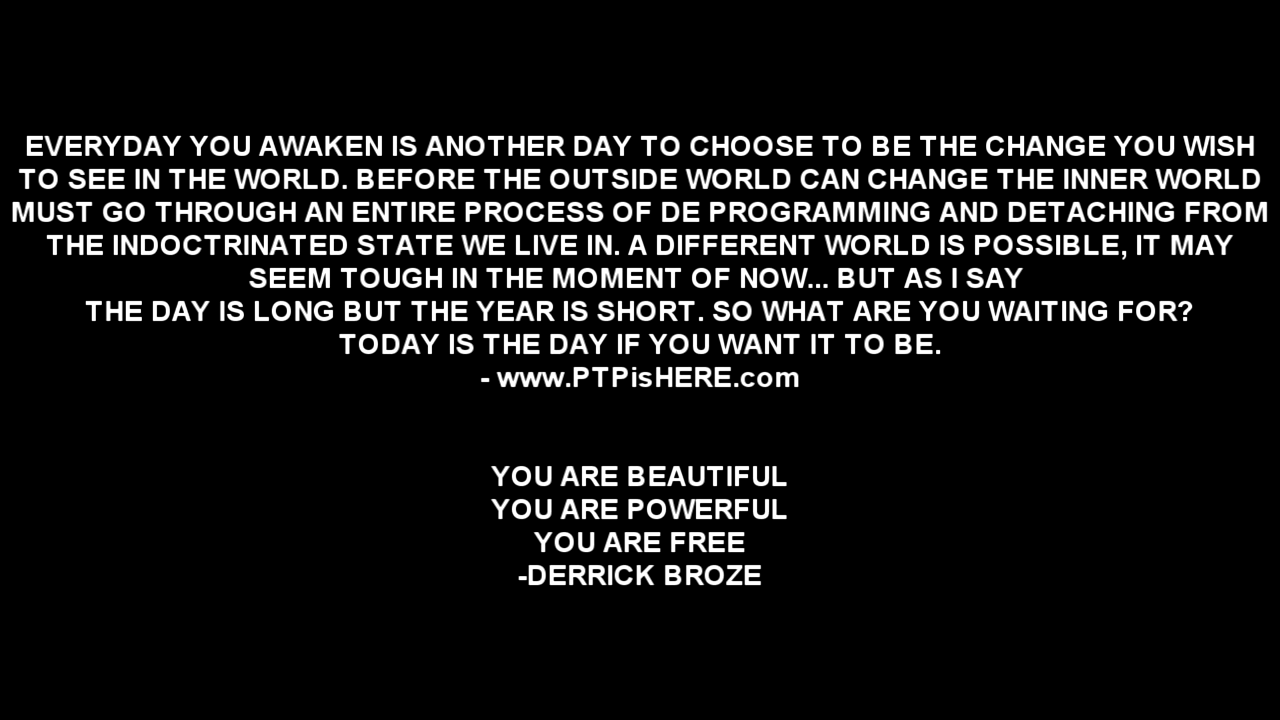 EVERYDAY YOU AWAKEN IS ANOTHER DAY TO CHOOSE TO BE THE CHANGE YOU WISH
TO SEE IN THE WORLD. BEFORE THE OUTSIDE WORLD CAN CHANGE THE INNER WORLD
MUST GO THROUGH AN ENTIRE PROCESS OF DE PROGRAMMING AND DETACHING FROM
THE INDOCTRINATED STATE WE LIVE IN. A DIFFERENT WORLD IS POSSIBLE, IT MAY
SEEM TOUGH IN THE MOMENT OF NOW... BUT AS I SAY
THE DAY IS LONG BUT THE YEAR IS SHORT. SO WHAT ARE YOU WAITING FOR?
TODAY IS THE DAY IF YOU WANT IT TO BE.
- www.PTPisHERE.com
YOU ARE BEAUTIFUL
YOU ARE POWERFUL
YOU ARE FREE
-DERRICK BROZE